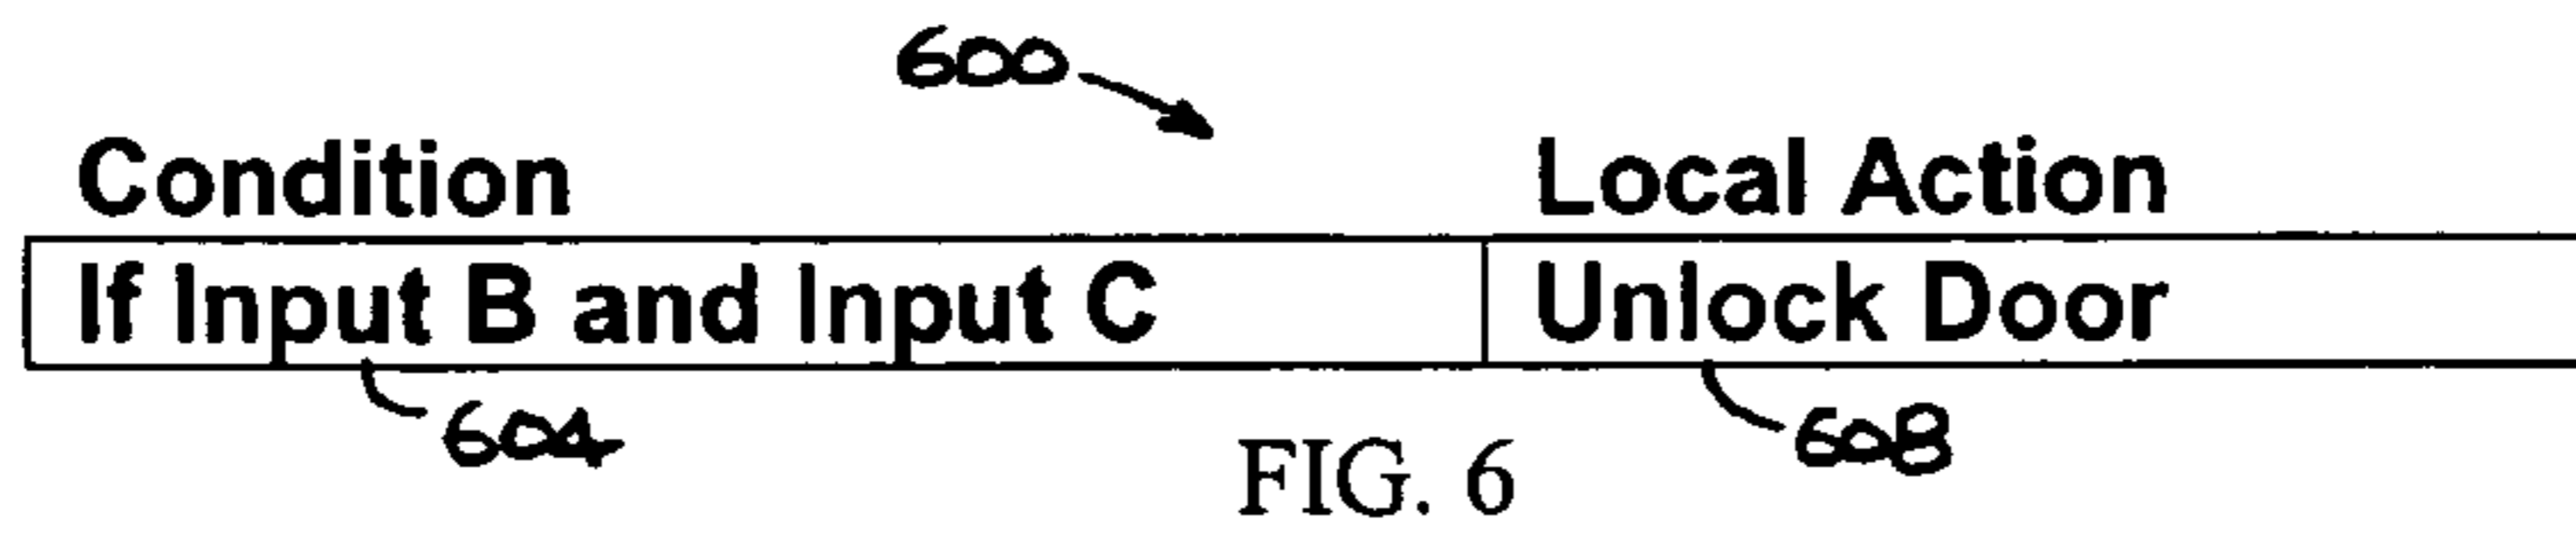 600
Condition Local Action
If Input B and Input C Unlock Door
604 608
FIG. 6